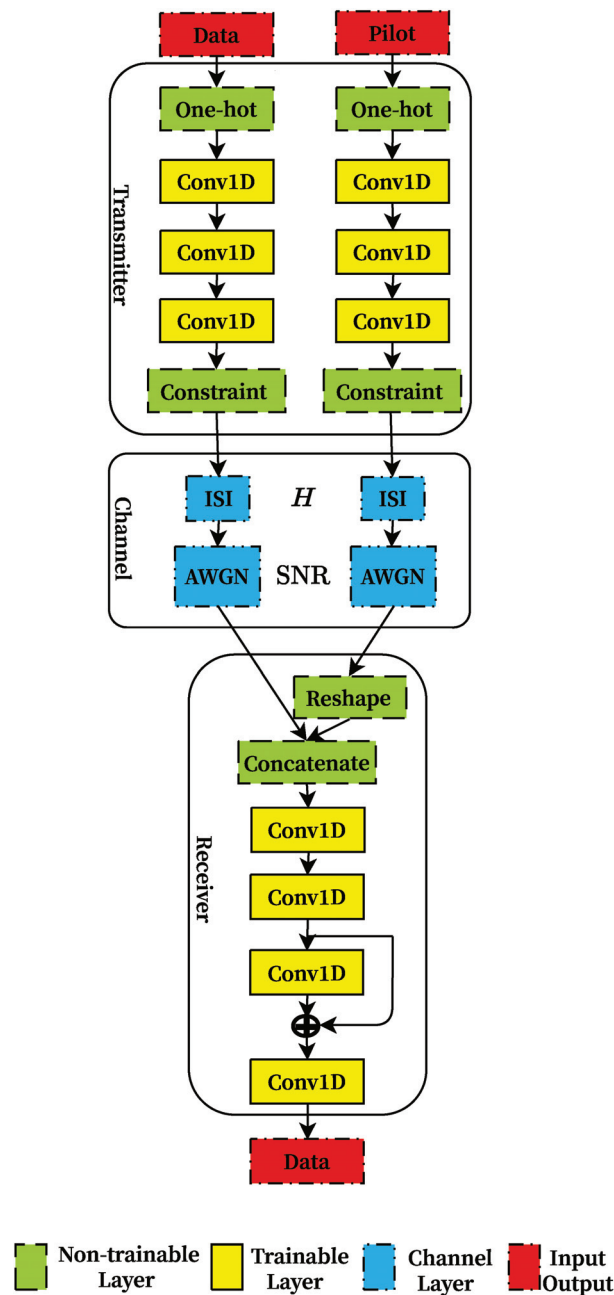 Data Pilot
One-hot One-hot
Conv1D Conv1D
Conv1D Conv1D
Conv1D Conv1D
Constraint Constraint
Transmitter
ISI H ISI
AWGN SNR AWGN
Channel
Reshape
Concatenate
Conv1D
Conv1D
Conv1D
Conv1D
Receiver
Data
Non-trainable
Layer
Trainable
Layer
Channel
Layer
Input
Output